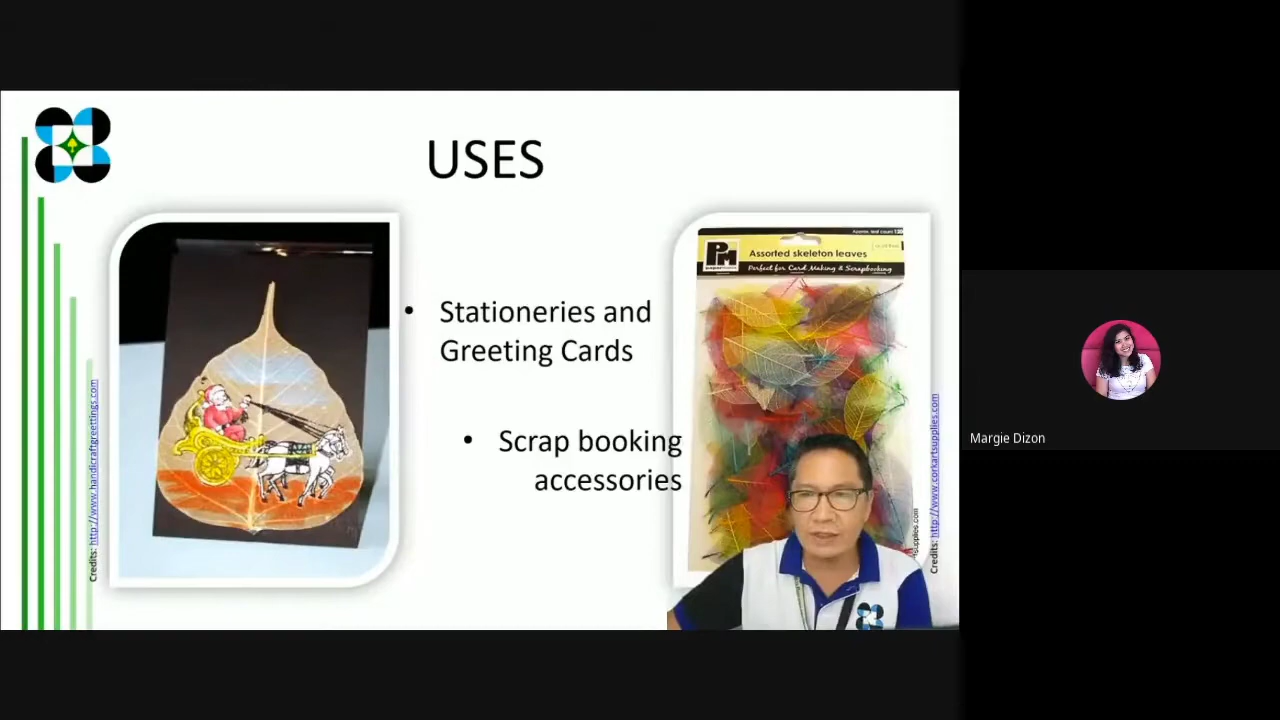 USES
Stationeries and
Greeting Cards
Scrap booking
accessories
Credits: http://www.handicraftgreetings.com
PM
Assorted skeleton leaves
Perfect for Card Making & Scrapbooking
Credits: http://www.corkartsupplies.com
Margie Dizon